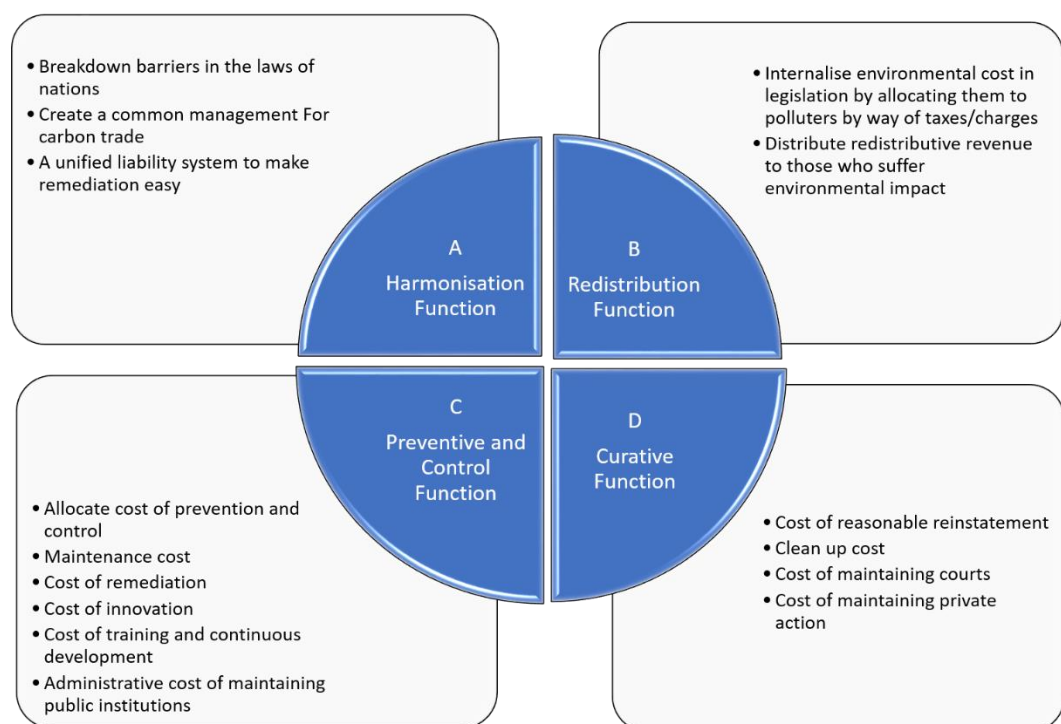 • Breakdown barriers in the laws of
nations
• Create a common management For
carbon trade
• A unified liability system to make
remediation easy
• Internalise environmental cost in
legislation by allocating them to
polluters by way of taxes/charges
• Distribute redistributive revenue
to those who suffer
environmental impact
A
Harmonisation
Function
B
Redistribution
Function
C
Preventive and
Control
Function
D
Curative
Function
• Allocate cost of prevention and
control
• Maintenance cost
• Cost of remediation
• Cost of innovation
• Cost of training and continuous
development
• Administrative cost of maintaining
public institutions
• Cost of reasonable reinstatement
• Clean up cost
• Cost of maintaining courts
• Cost of maintaining private
action